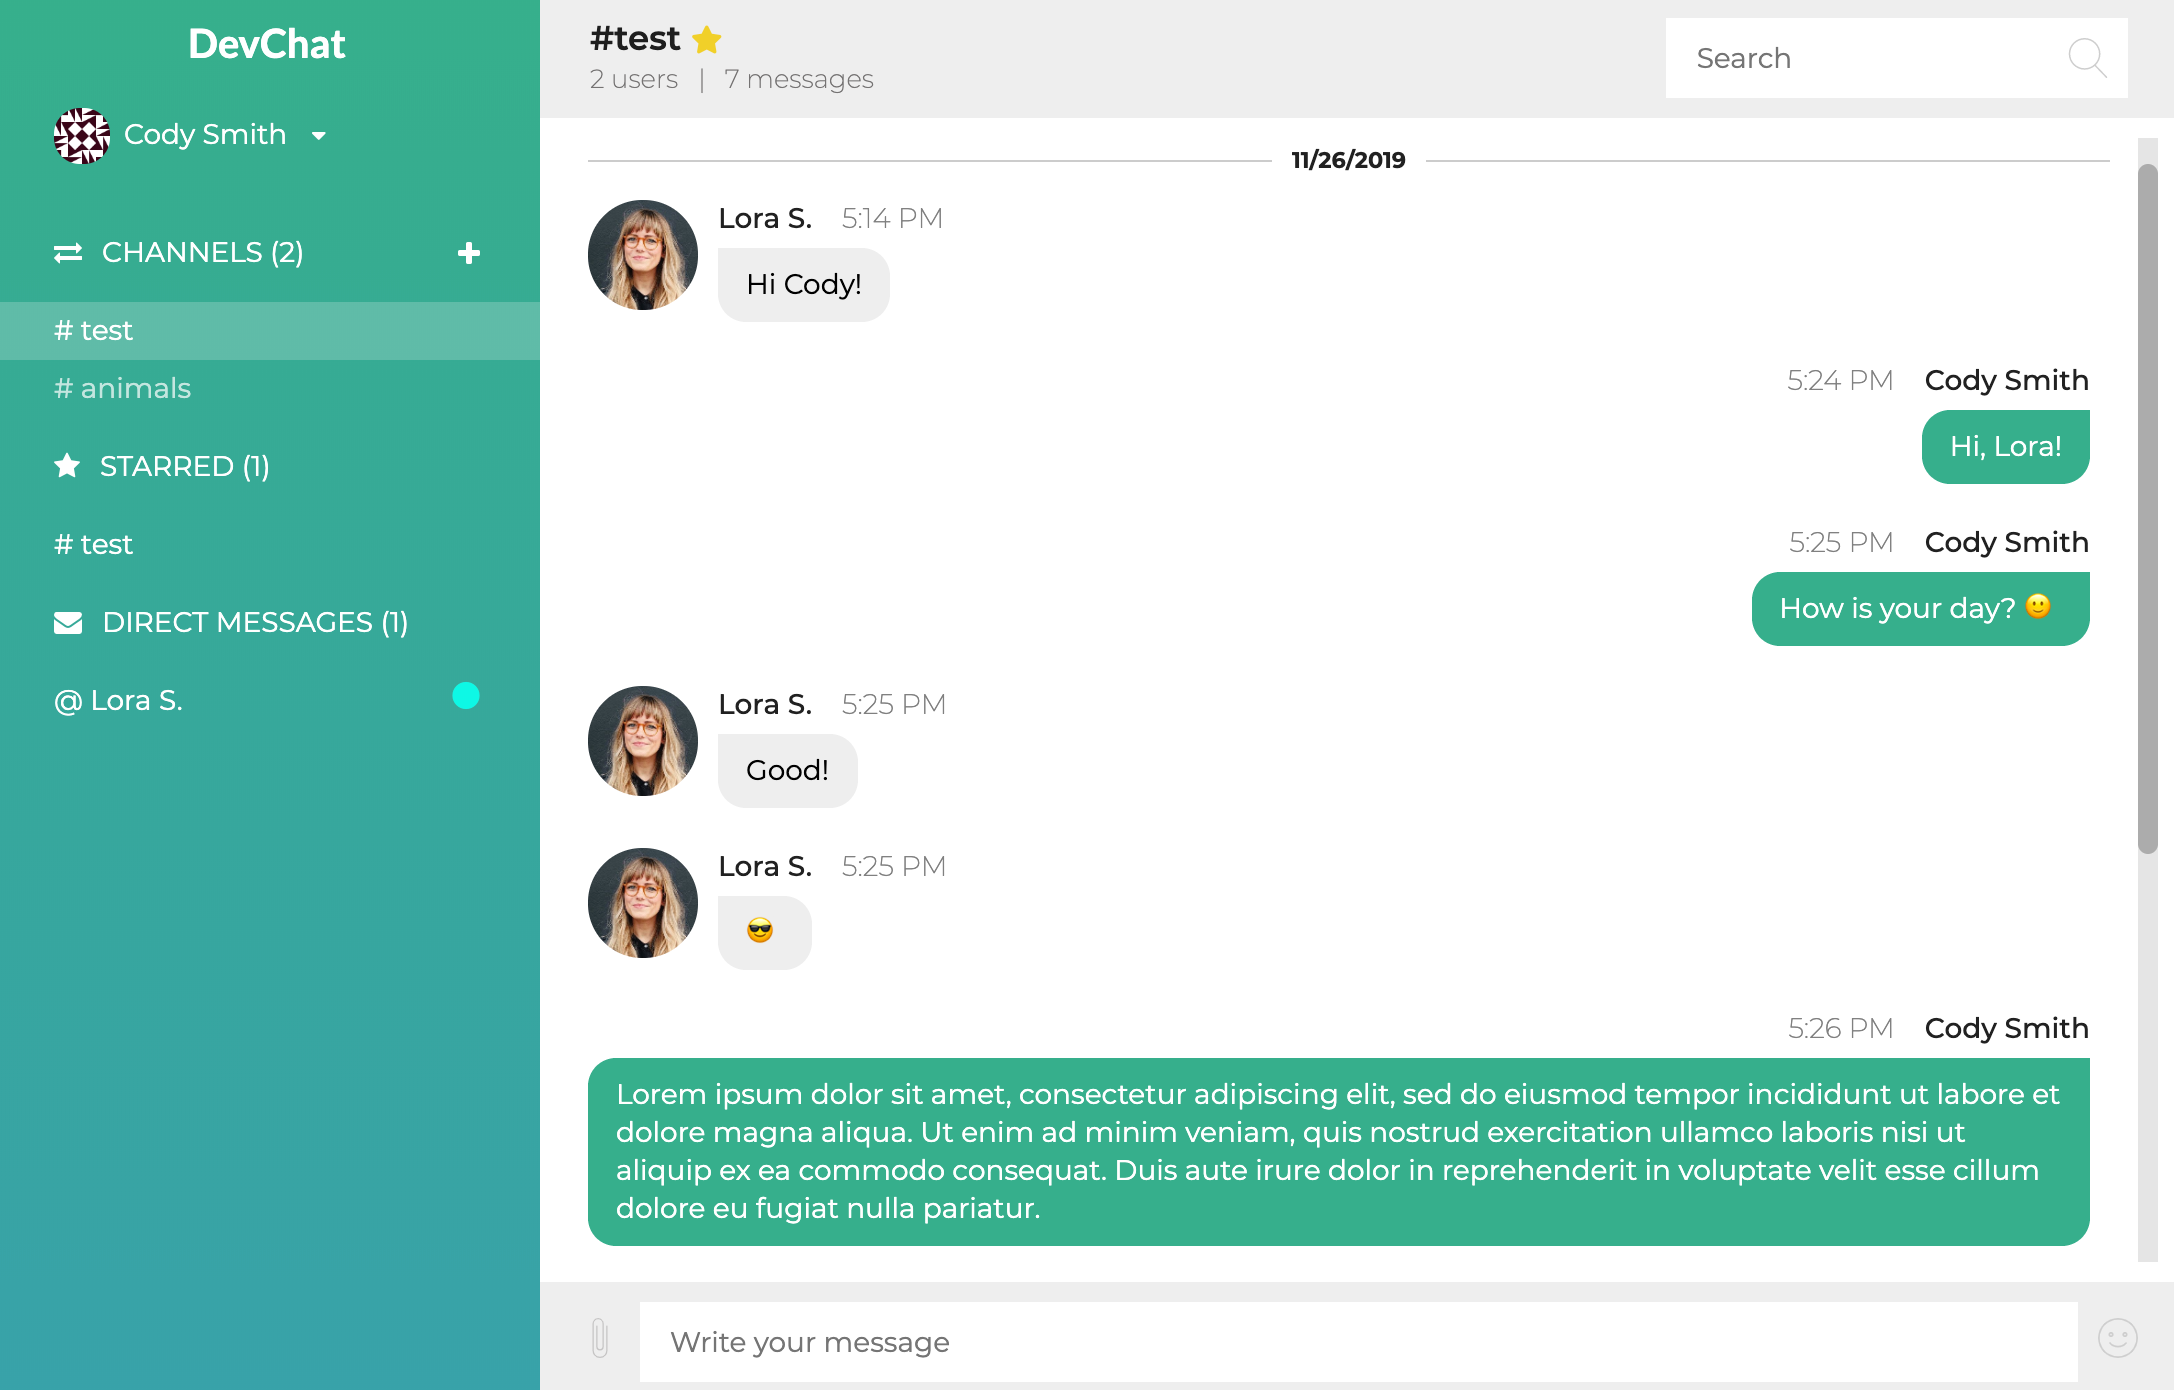 DevChat
Cody Smith
CHANNELS (2)
# test
# animals
STARRED (1)
# test
DIRECT MESSAGES (1)
@ Lora S.
#test
2 users | 7 messages
Search
11/26/2019
Lora S. 5:14 PM
Hi Cody!
5:24 PM Cody Smith
Hi, Lora!
5:25 PM Cody Smith
How is your day? 🙂
Lora S. 5:25 PM
Good!
Lora S. 5:25 PM
😎
5:26 PM Cody Smith
Lorem ipsum dolor sit amet, consectetur adipiscing elit, sed do eiusmod tempor incididunt ut labore et
dolore magna aliqua. Ut enim ad minim veniam, quis nostrud exercitation ullamco laboris nisi ut
aliquip ex ea commodo consequat. Duis aute irure dolor in reprehenderit in voluptate velit esse cillum
dolore eu fugiat nulla pariatur.
Write your message